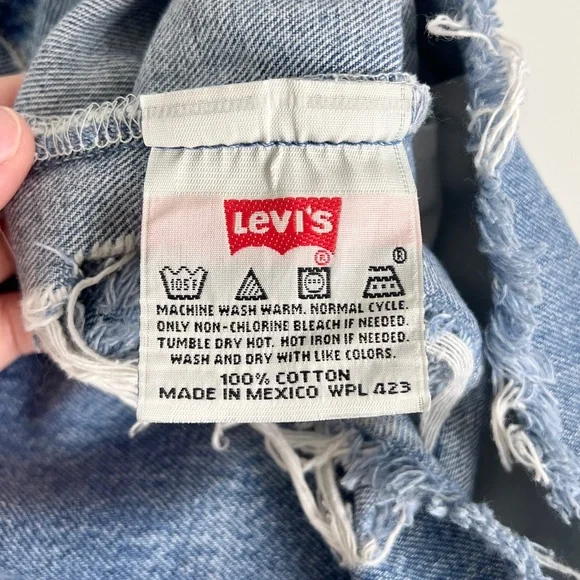 LEVI'S
®
105F
®
MACHINE WASH WARM. NORMAL CYCLE.
ONLY NON-CHLORINE BLEACH IF NEEDED.
TUMBLE DRY HOT. HOT IRON IF NEEDED.
WASH AND DRY WITH LIKE COLORS.
100% COTTON
MADE IN MEXICO WPL 423